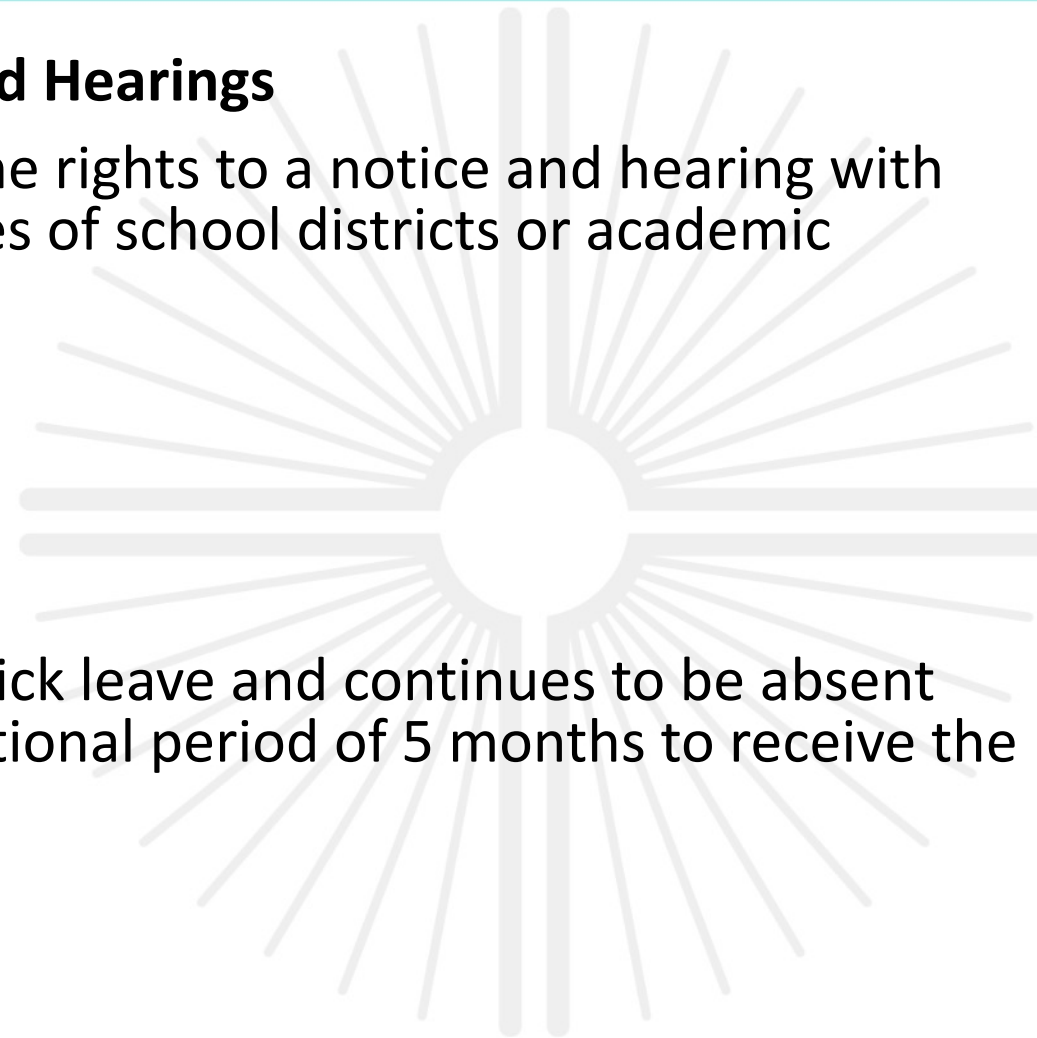 d Hearings
ne rights to a notice and hearing with
es of school districts or academic
ick leave and continues to be absent
tional period of 5 months to receive the